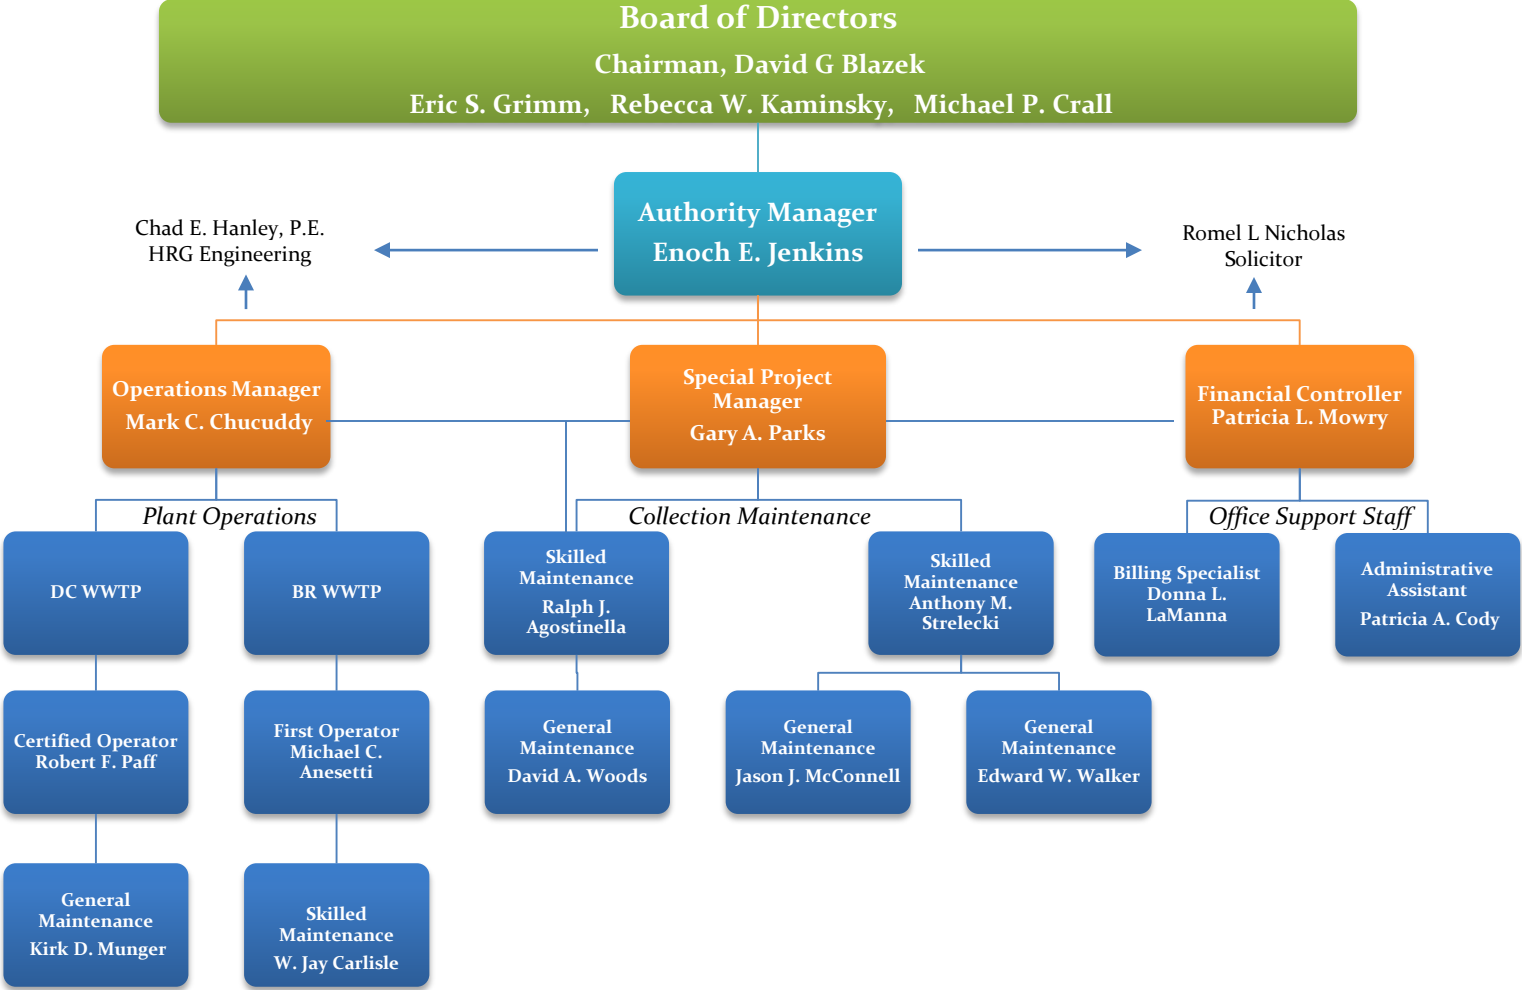 Board of Directors
Chairman, David G Blazek
Eric S. Grimm, Rebecca W. Kaminsky, Michael P. Crall
Authority Manager
Enoch E. Jenkins
Chad E. Hanley, P.E.
HRG Engineering
Romel L Nicholas
Solicitor
Operations Manager
Mark C. Chucuddy
Special Project
Manager
Gary A. Parks
Financial Controller
Patricia L. Mowry
Plant Operations
Collection Maintenance
Office Support Staff
DC WWTP
BR WWTP
Skilled
Maintenance
Ralph J.
Agostinella
Skilled
Maintenance
Anthony M.
Strelecki
Billing Specialist
Donna L.
LaManna
Administrative
Assistant
Patricia A. Cody
Certified Operator
Robert F. Paff
First Operator
Michael C.
Anesetti
General
Maintenance
David A. Woods
General
Maintenance
Jason J. McConnell
General
Maintenance
Edward W. Walker
General
Maintenance
Kirk D. Munger
Skilled
Maintenance
W. Jay Carlisle